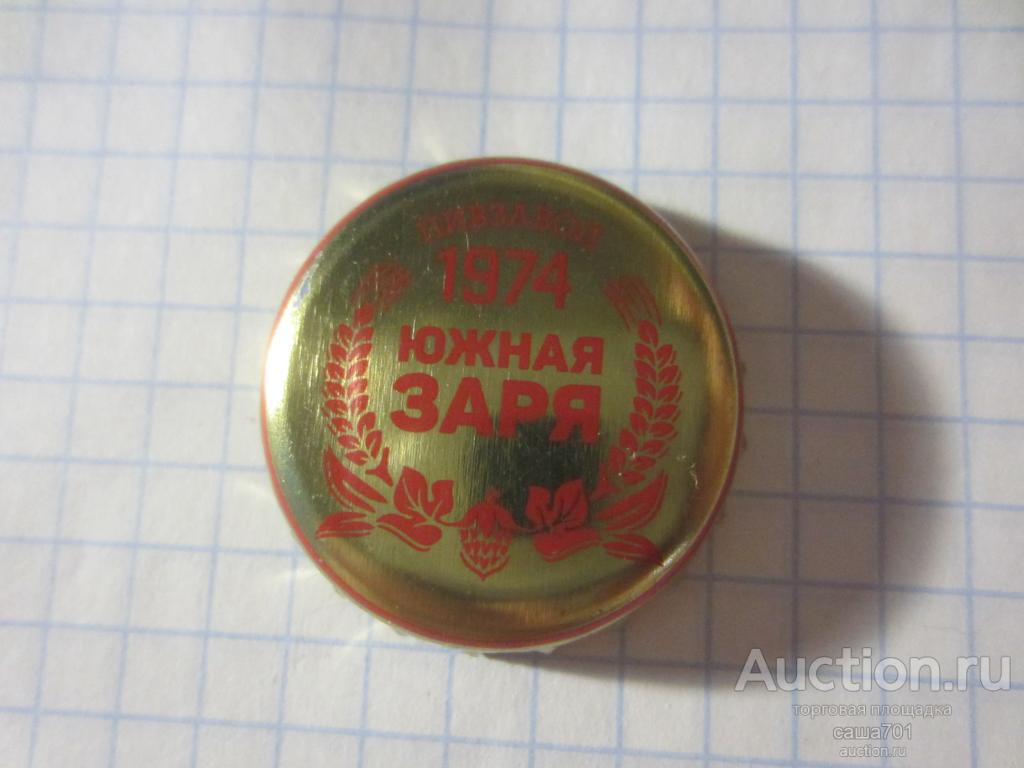 ПИВЗАВОД
1974
ЮЖНАЯ
ЗАРЯ
Auction.ru
торговая площадка
саша701
auction.ru